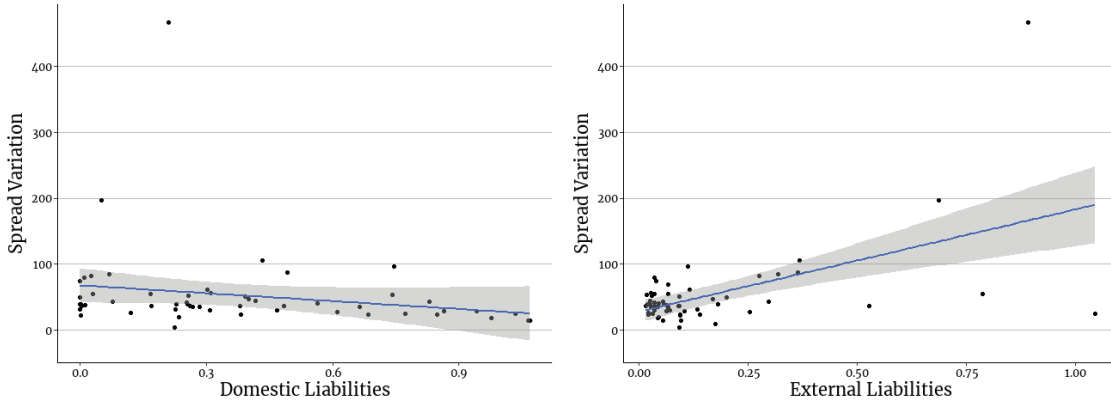 Spread Variation
400
300
200
100
0
0.0 0.3 0.6 0.9
Domestic Liabilities
Spread Variation
400
300
200
100
0
0.00 0.25 0.50 0.75 1.00
External Liabilities